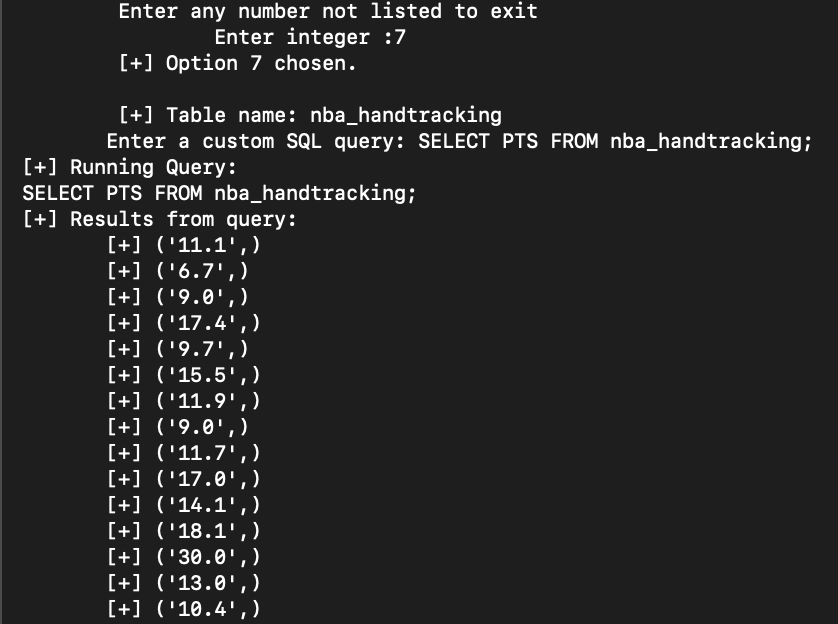 Enter any number not listed to exit
Enter integer :7
[+] Option 7 chosen.
[+] Table name: nba_handtracking
Enter a custom SQL query: SELECT PTS FROM nba_handtracking;
[+] Running Query:
SELECT PTS FROM nba_handtracking;
[+] Results from query:
[+] ('11.1',)
[+] ('6.7',)
[+] ('9.0',)
[+] ('17.4',)
[+] ('9.7',)
[+] ('15.5',)
[+] ('11.9',)
[+] ('9.0',)
[+] ('11.7',)
[+] ('17.0',)
[+] ('14.1',)
[+] ('18.1',)
[+] ('30.0',)
[+] ('13.0',)
[+] ('10.4',)